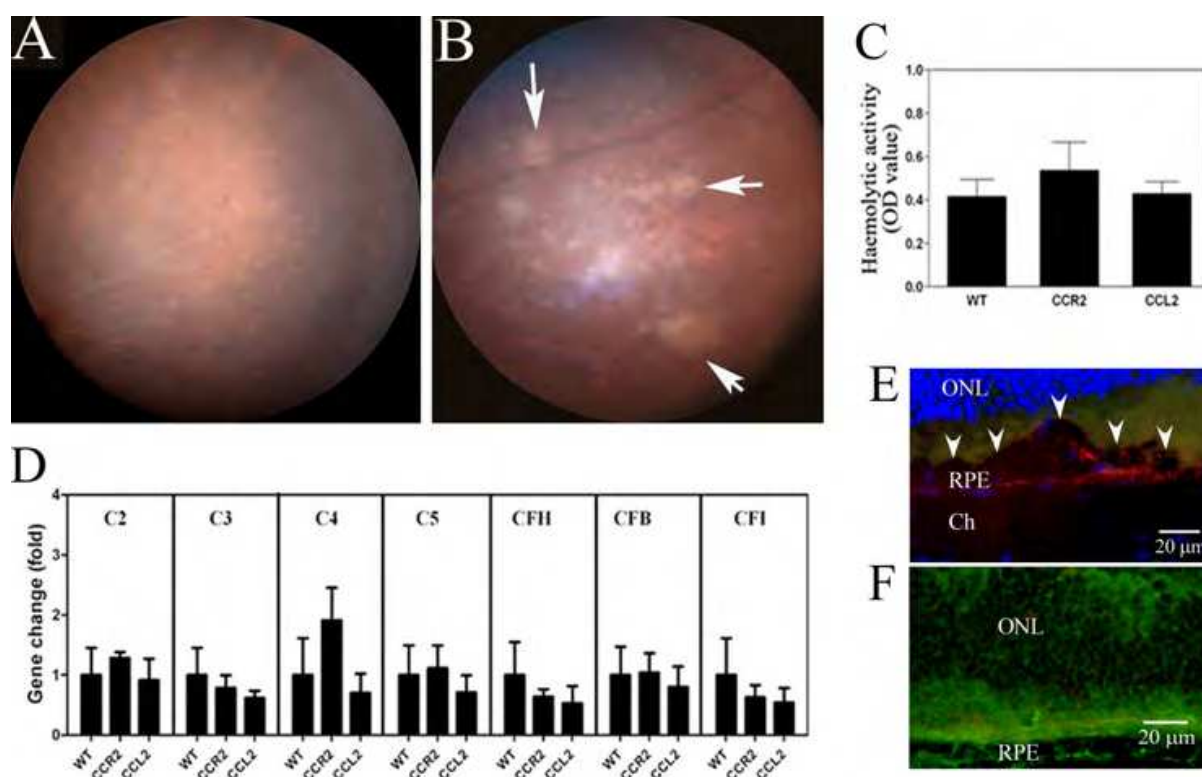 A
B
C
Haemolytic activity
(OD value)
1.0
0.8
0.6
0.4
0.2
0.0
WT
CCR2
CCL2
D
Gene change (fold)
4
3
2
1
0
C2
C3
C4
C5
CFH
CFB
CFI
WT
CCR2
CCL2
WT
CCR2
CCL2
WT
CCR2
CCL2
WT
CCR2
CCL2
WT
CCR2
CCL2
WT
CCR2
CCL2
WT
CCR2
CCL2
E
ONL
RPE
Ch
20 μm
F
ONL
20 μm
RPE